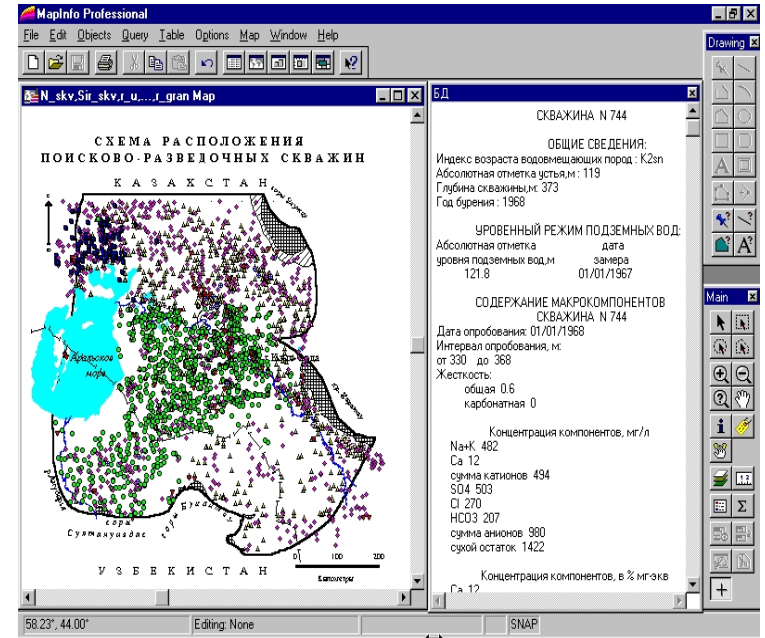 MapInfo Professional
File Edit Objects Query Table Options Map Window Help
N_skv,Sir_skv,r_u,...,r_gran Map
СХЕМА РАСПОЛОЖЕНИЯ
ПОИСКОВО-РАЗВЕДОЧНЫХ СКВАЖИН
КАЗАХСТАН
Аральское
море
горы
Султануиздаг
УЗБЕКИСТАН
0 100 200
Километры
БД
СКВАЖИНА N 744
ОБЩИЕ СВЕДЕНИЯ:
Индекс возраста водовмещающих пород : K2sn
Абсолютная отметка устья,м : 119
Глубина скважины,м: 373
Год бурения : 1968
УРОВЕННЫЙ РЕЖИМ ПОДЗЕМНЫХ ВОД:
Абсолютная отметка дата
уровня подземных вод,м замера
121.8 01/01/1967
СОДЕРЖАНИЕ МАКРОКОМПОНЕНТОВ
СКВАЖИНА N 744
Дата опробования: 01/01/1968
Интервал опробования, м:
от 330 до 368
Жесткость:
общая 0.6
карбонатная 0
Концентрация компонентов, мг/л
Na+K 482
Ca 12
сумма катионов 494
SO4 503
Cl 270
HCO3 207
сумма анионов 980
сухой остаток 1422
Концентрация компонентов, в % мг-экв
Ca 12
Drawing
Main
58.23°, 44.00° Editing: None SNAP